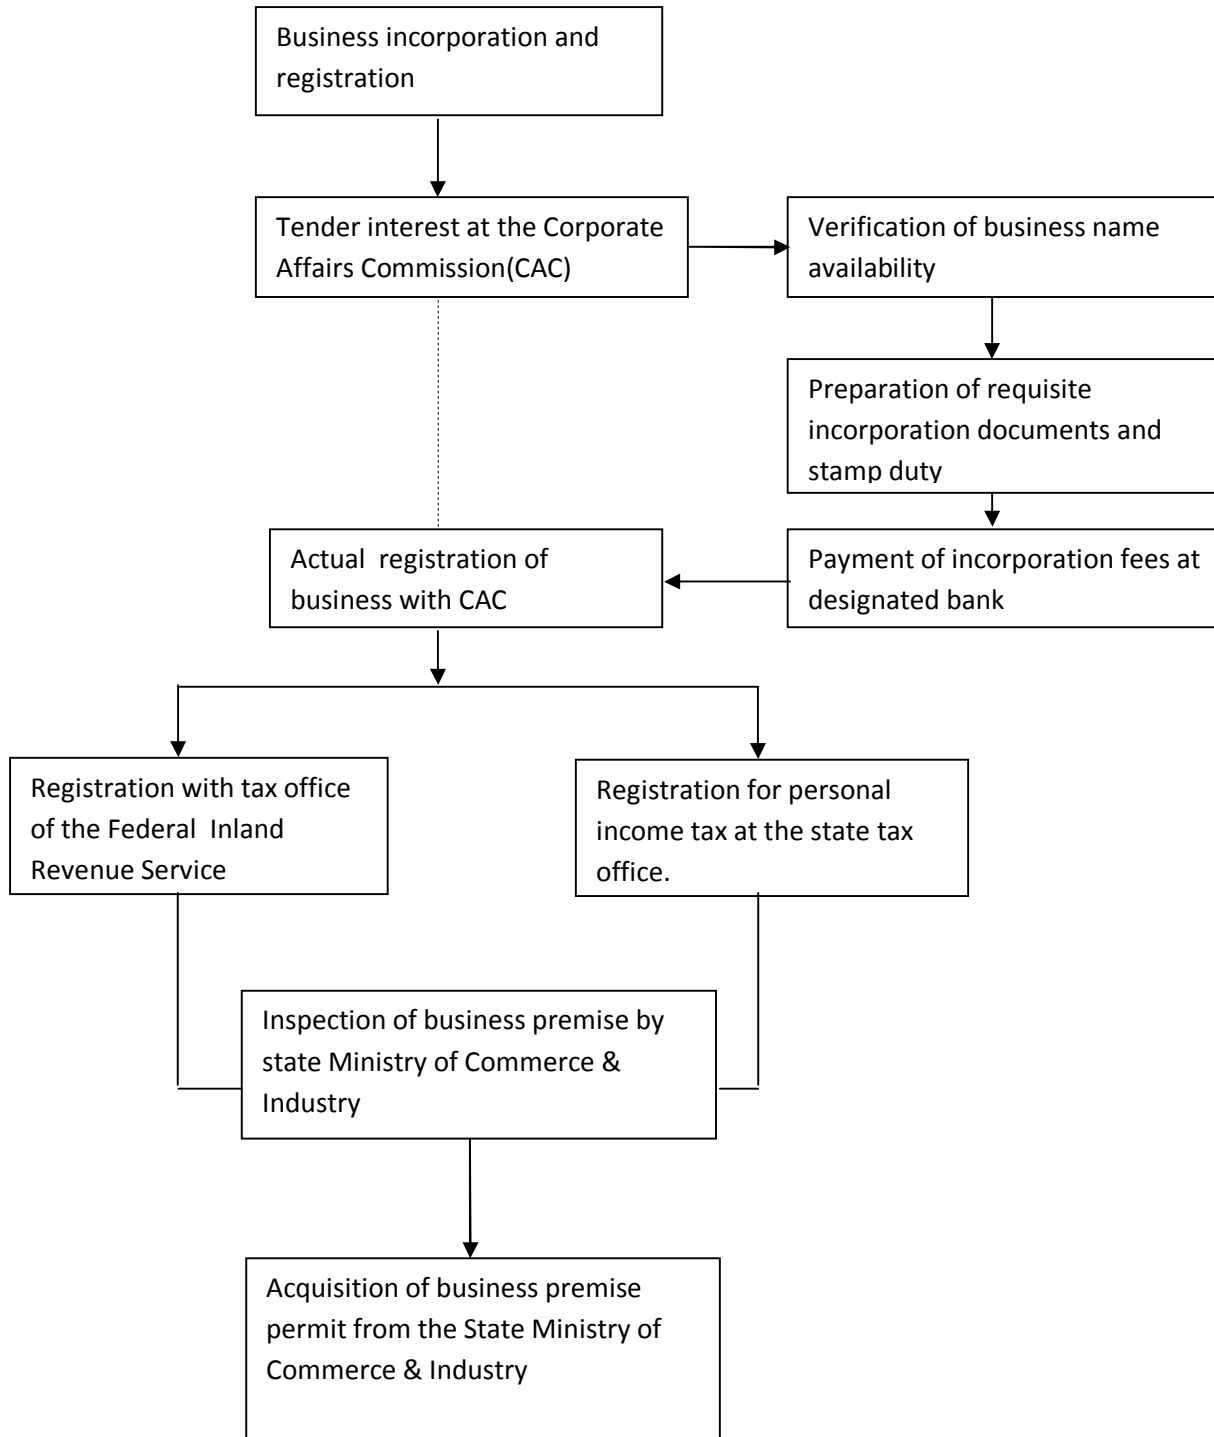 Business incorporation and
registration
Tender interest at the Corporate
Affairs Commission(CAC)
Verification of business name
availability
Preparation of requisite
incorporation documents and
stamp duty
Payment of incorporation fees at
designated bank
Actual  registration of
business with CAC
Registration with tax office
of the Federal  Inland
Revenue Service
Registration for personal
income tax at the state tax
office.
Inspection of business premise by
state Ministry of Commerce &
Industry
Acquisition of business premise
permit from the State Ministry of
Commerce & Industry